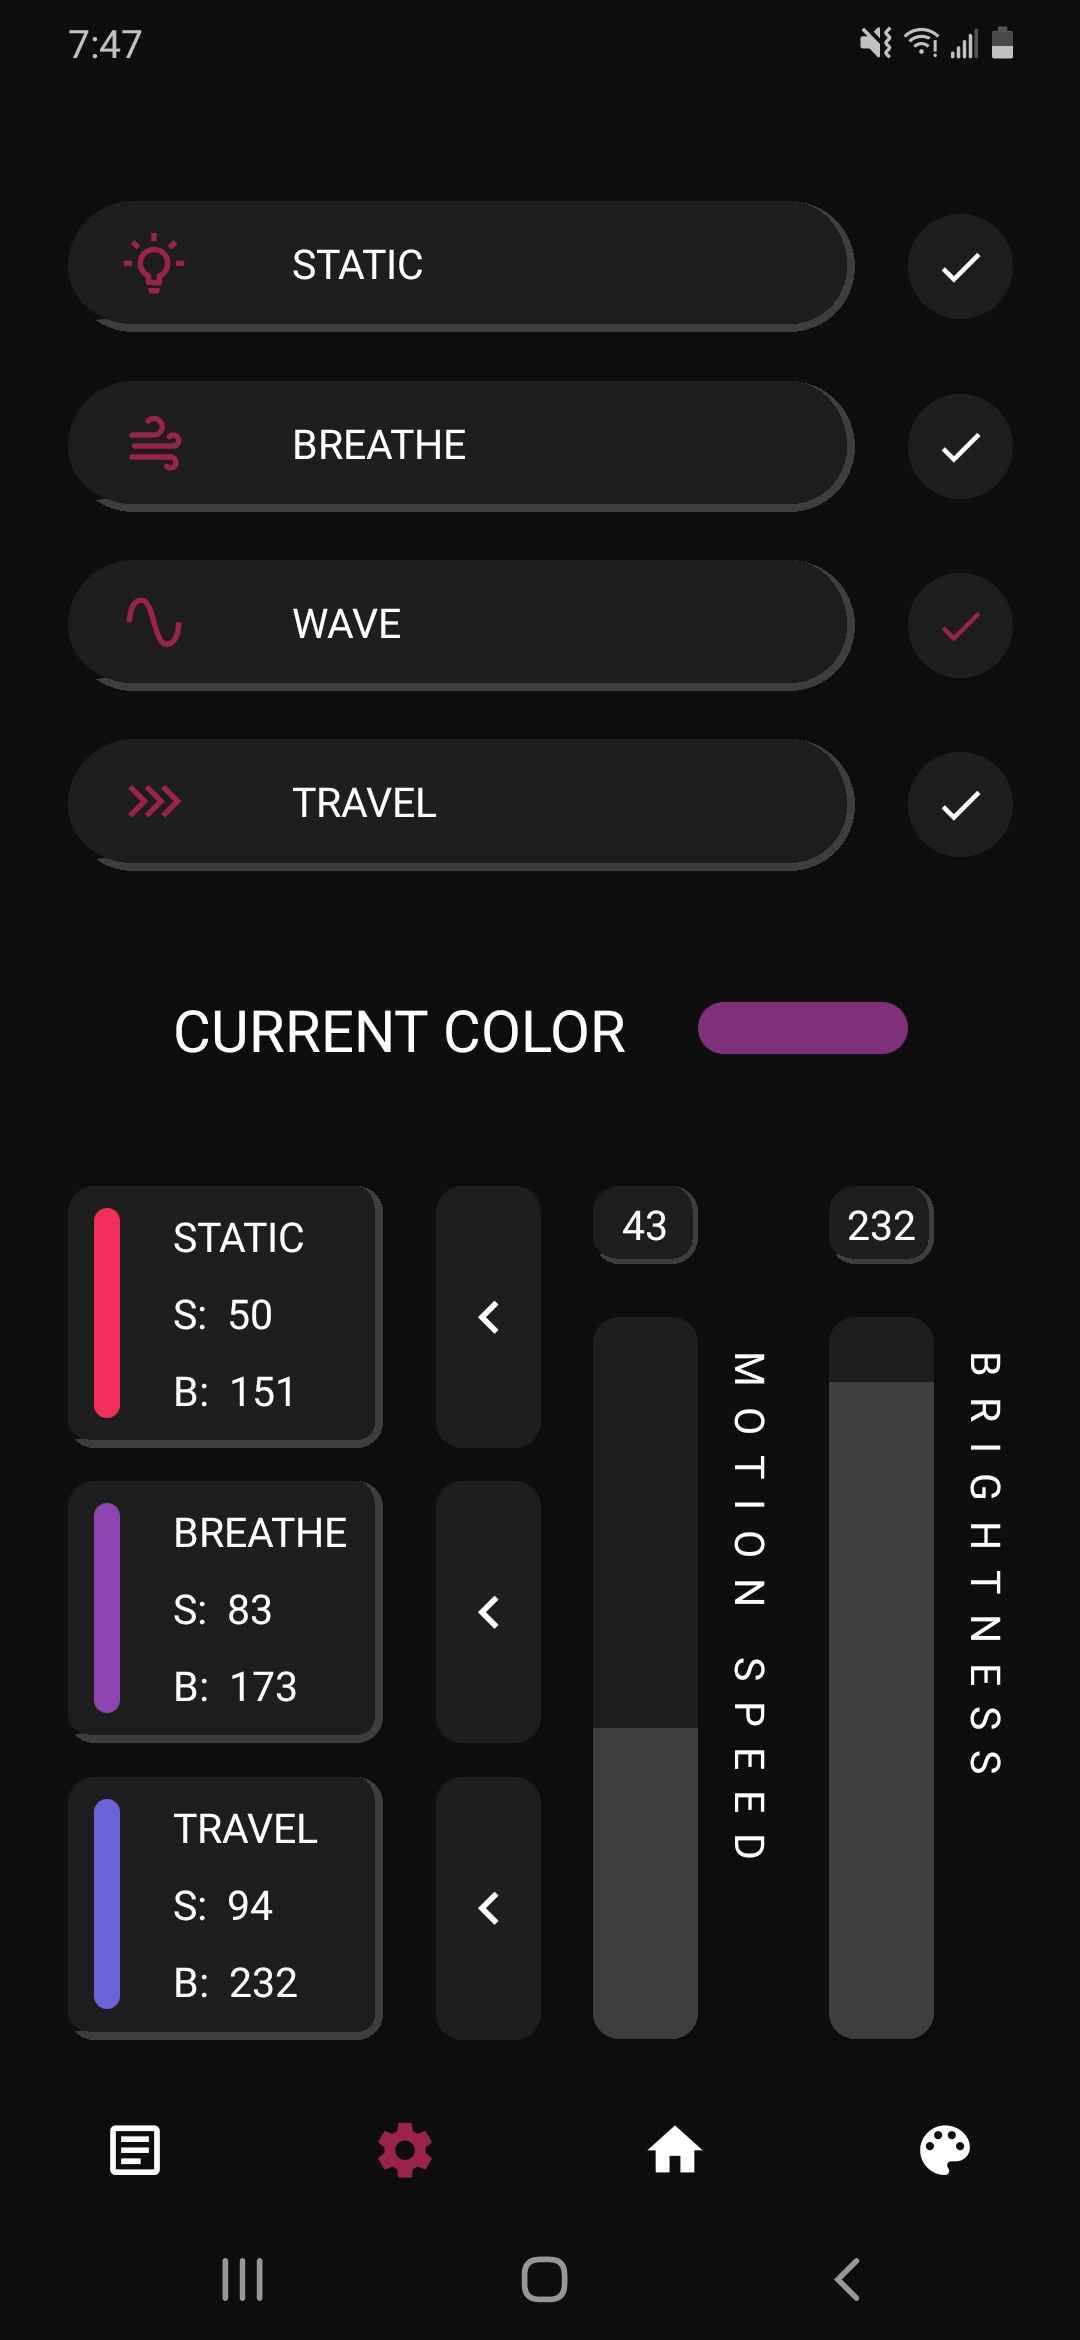 7:47
STATIC
BREATHE
WAVE
TRAVEL
CURRENT COLOR
STATIC
S: 50
B: 151
BREATHE
S: 83
B: 173
TRAVEL
S: 94
B: 232
43
MOTION SPEED
232
BRIGHTNESS